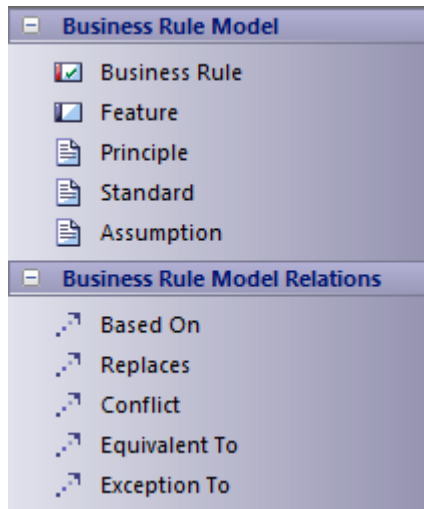 Business Rule Model
Business Rule
Feature
Principle
Standard
Assumption
Business Rule Model Relations
Based On
Replaces
Conflict
Equivalent To
Exception To